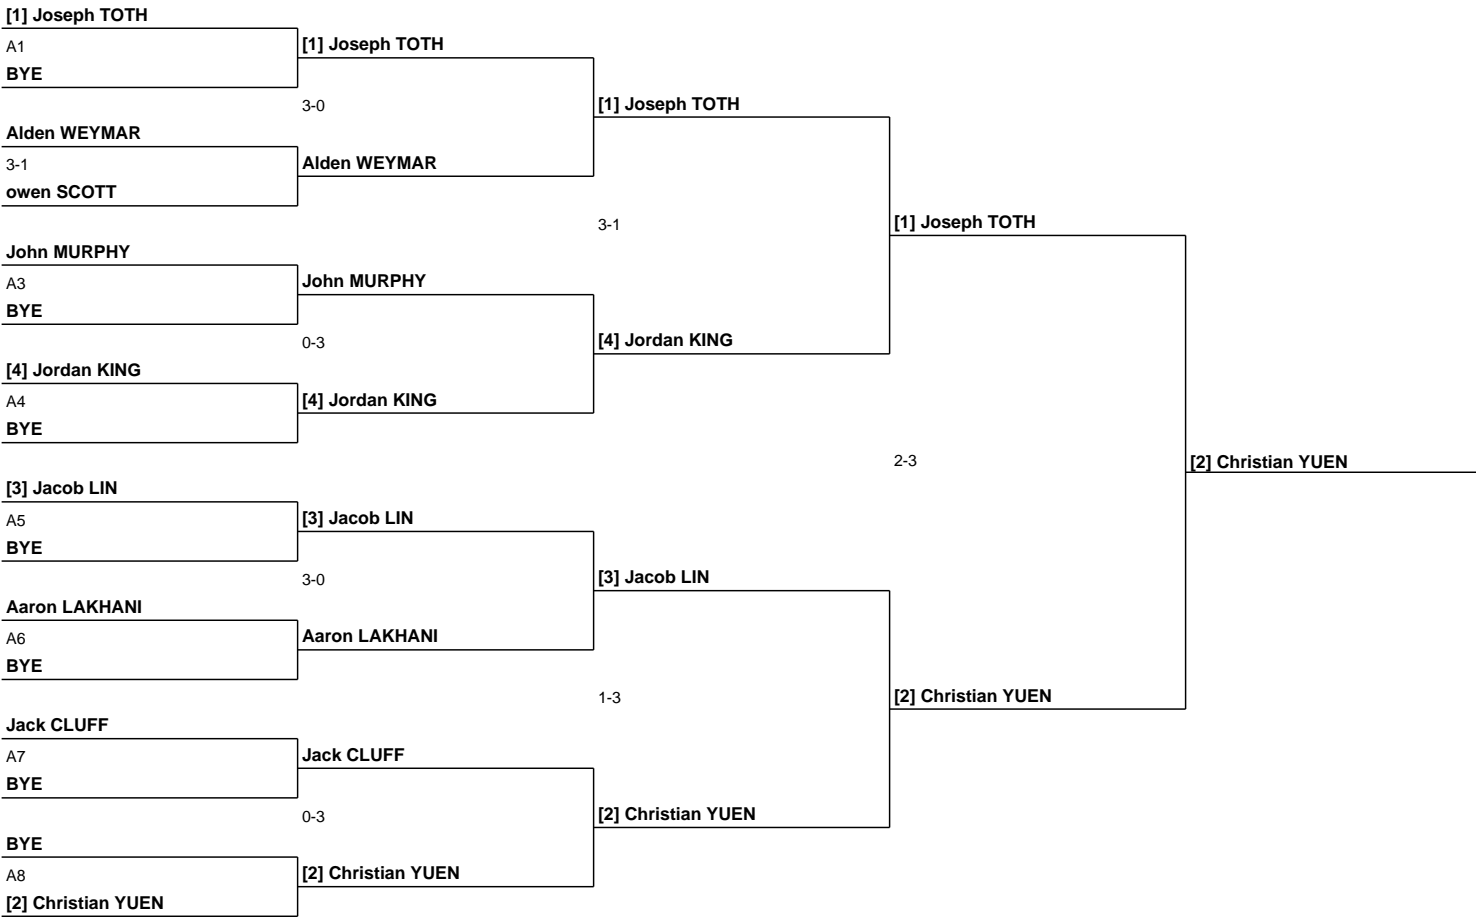 [1] Joseph TOTH
A1
BYE
Alden WEYMAR
3-1
owen SCOTT
John MURPHY
A3
BYE
[4] Jordan KING
A4
BYE
[3] Jacob LIN
A5
BYE
Aaron LAKHANI
A6
BYE
Jack CLUFF
A7
BYE
BYE
A8
[2] Christian YUEN
[1] Joseph TOTH
3-0
Alden WEYMAR
John MURPHY
0-3
[4] Jordan KING
[3] Jacob LIN
3-0
Aaron LAKHANI
Jack CLUFF
0-3
[2] Christian YUEN
[1] Joseph TOTH
3-1
[4] Jordan KING
[3] Jacob LIN
1-3
[2] Christian YUEN
[1] Joseph TOTH
2-3
[2] Christian YUEN
[2] Christian YUEN